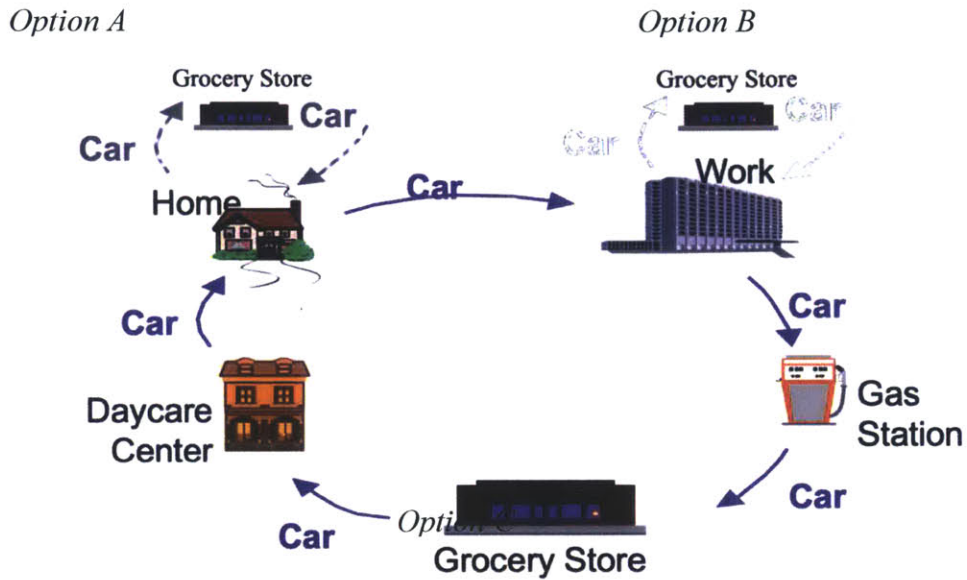 Option A
Option B
Grocery Store
Grocery Store
Car
Car
Car
Car
Home
Car
Work
Car
Car
Daycare
Center
Gas
Station
Car
Car
Option C
Grocery Store